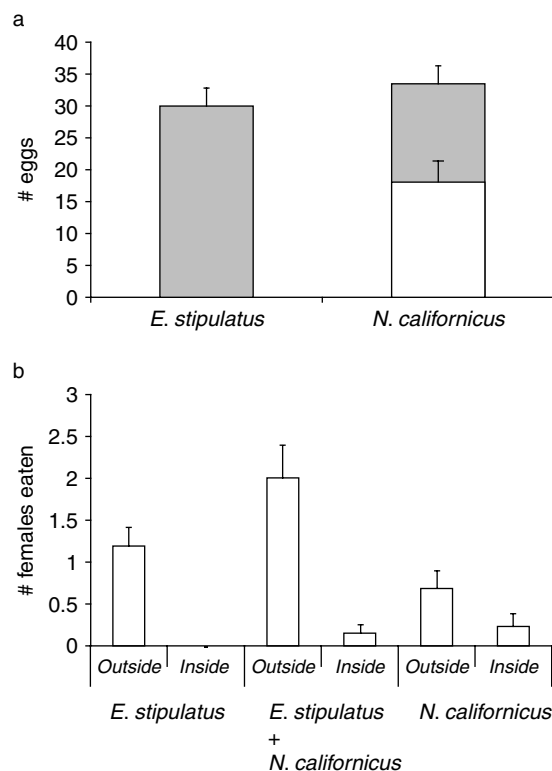 a
40
35
30
25
20
15
10
5
0
# eggs
E. stipulatus N. californicus
b
3
2.5
2
1.5
1
0.5
0
# females eaten
Outside Inside Outside Inside Outside Inside
E. stipulatus E. stipulatus N. californicus
+
N. californicus